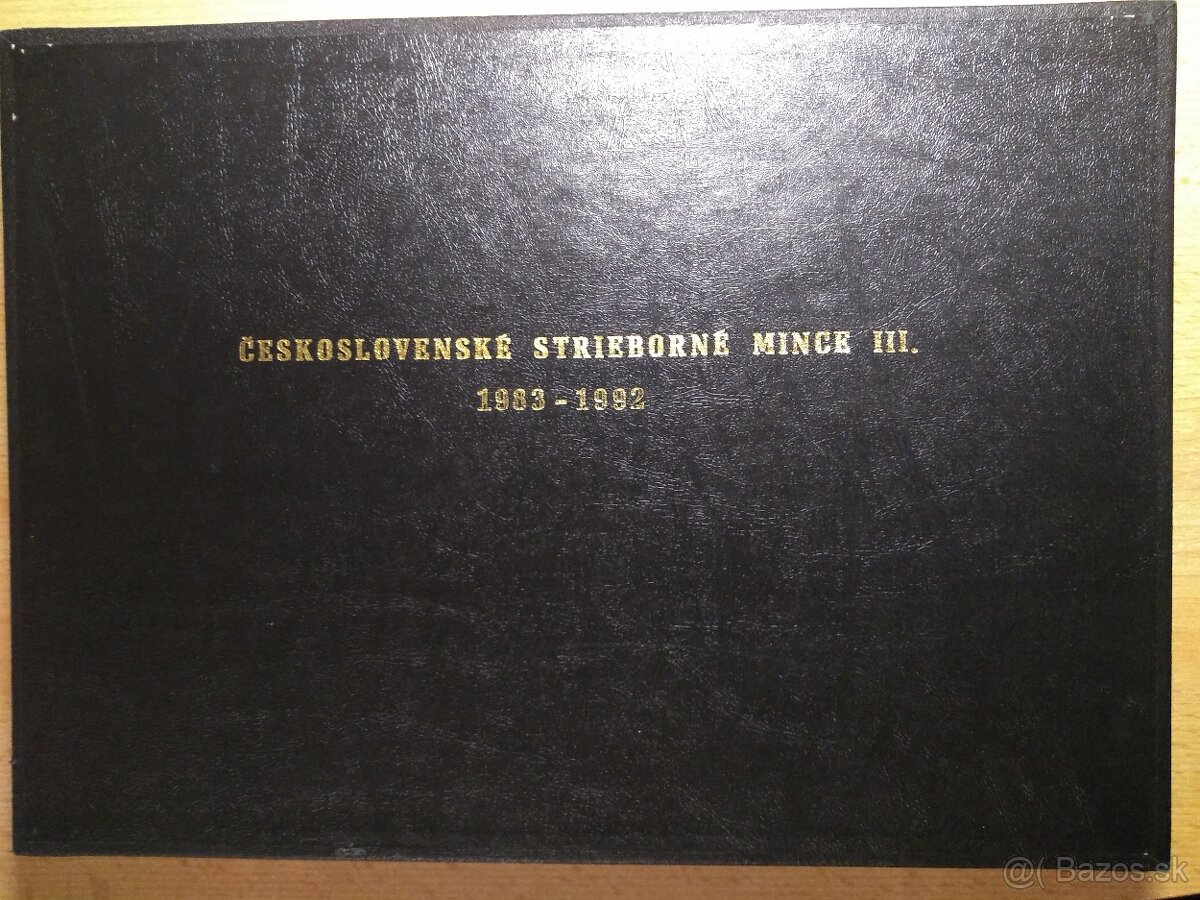 ČESKOSLOVENSKÉ STRIEBORNÉ MINCE III.
1983-1992
@( Bazos.sk